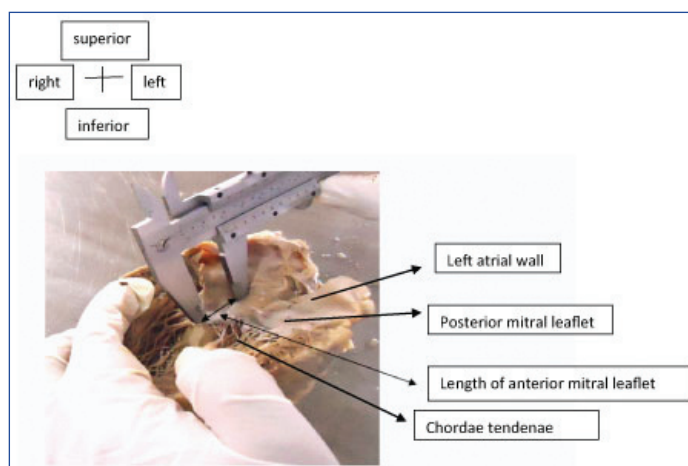 superior
right
left
inferior
Left atrial wall
Posterior mitral leaflet
Length of anterior mitral leaflet
Chordae tendenae